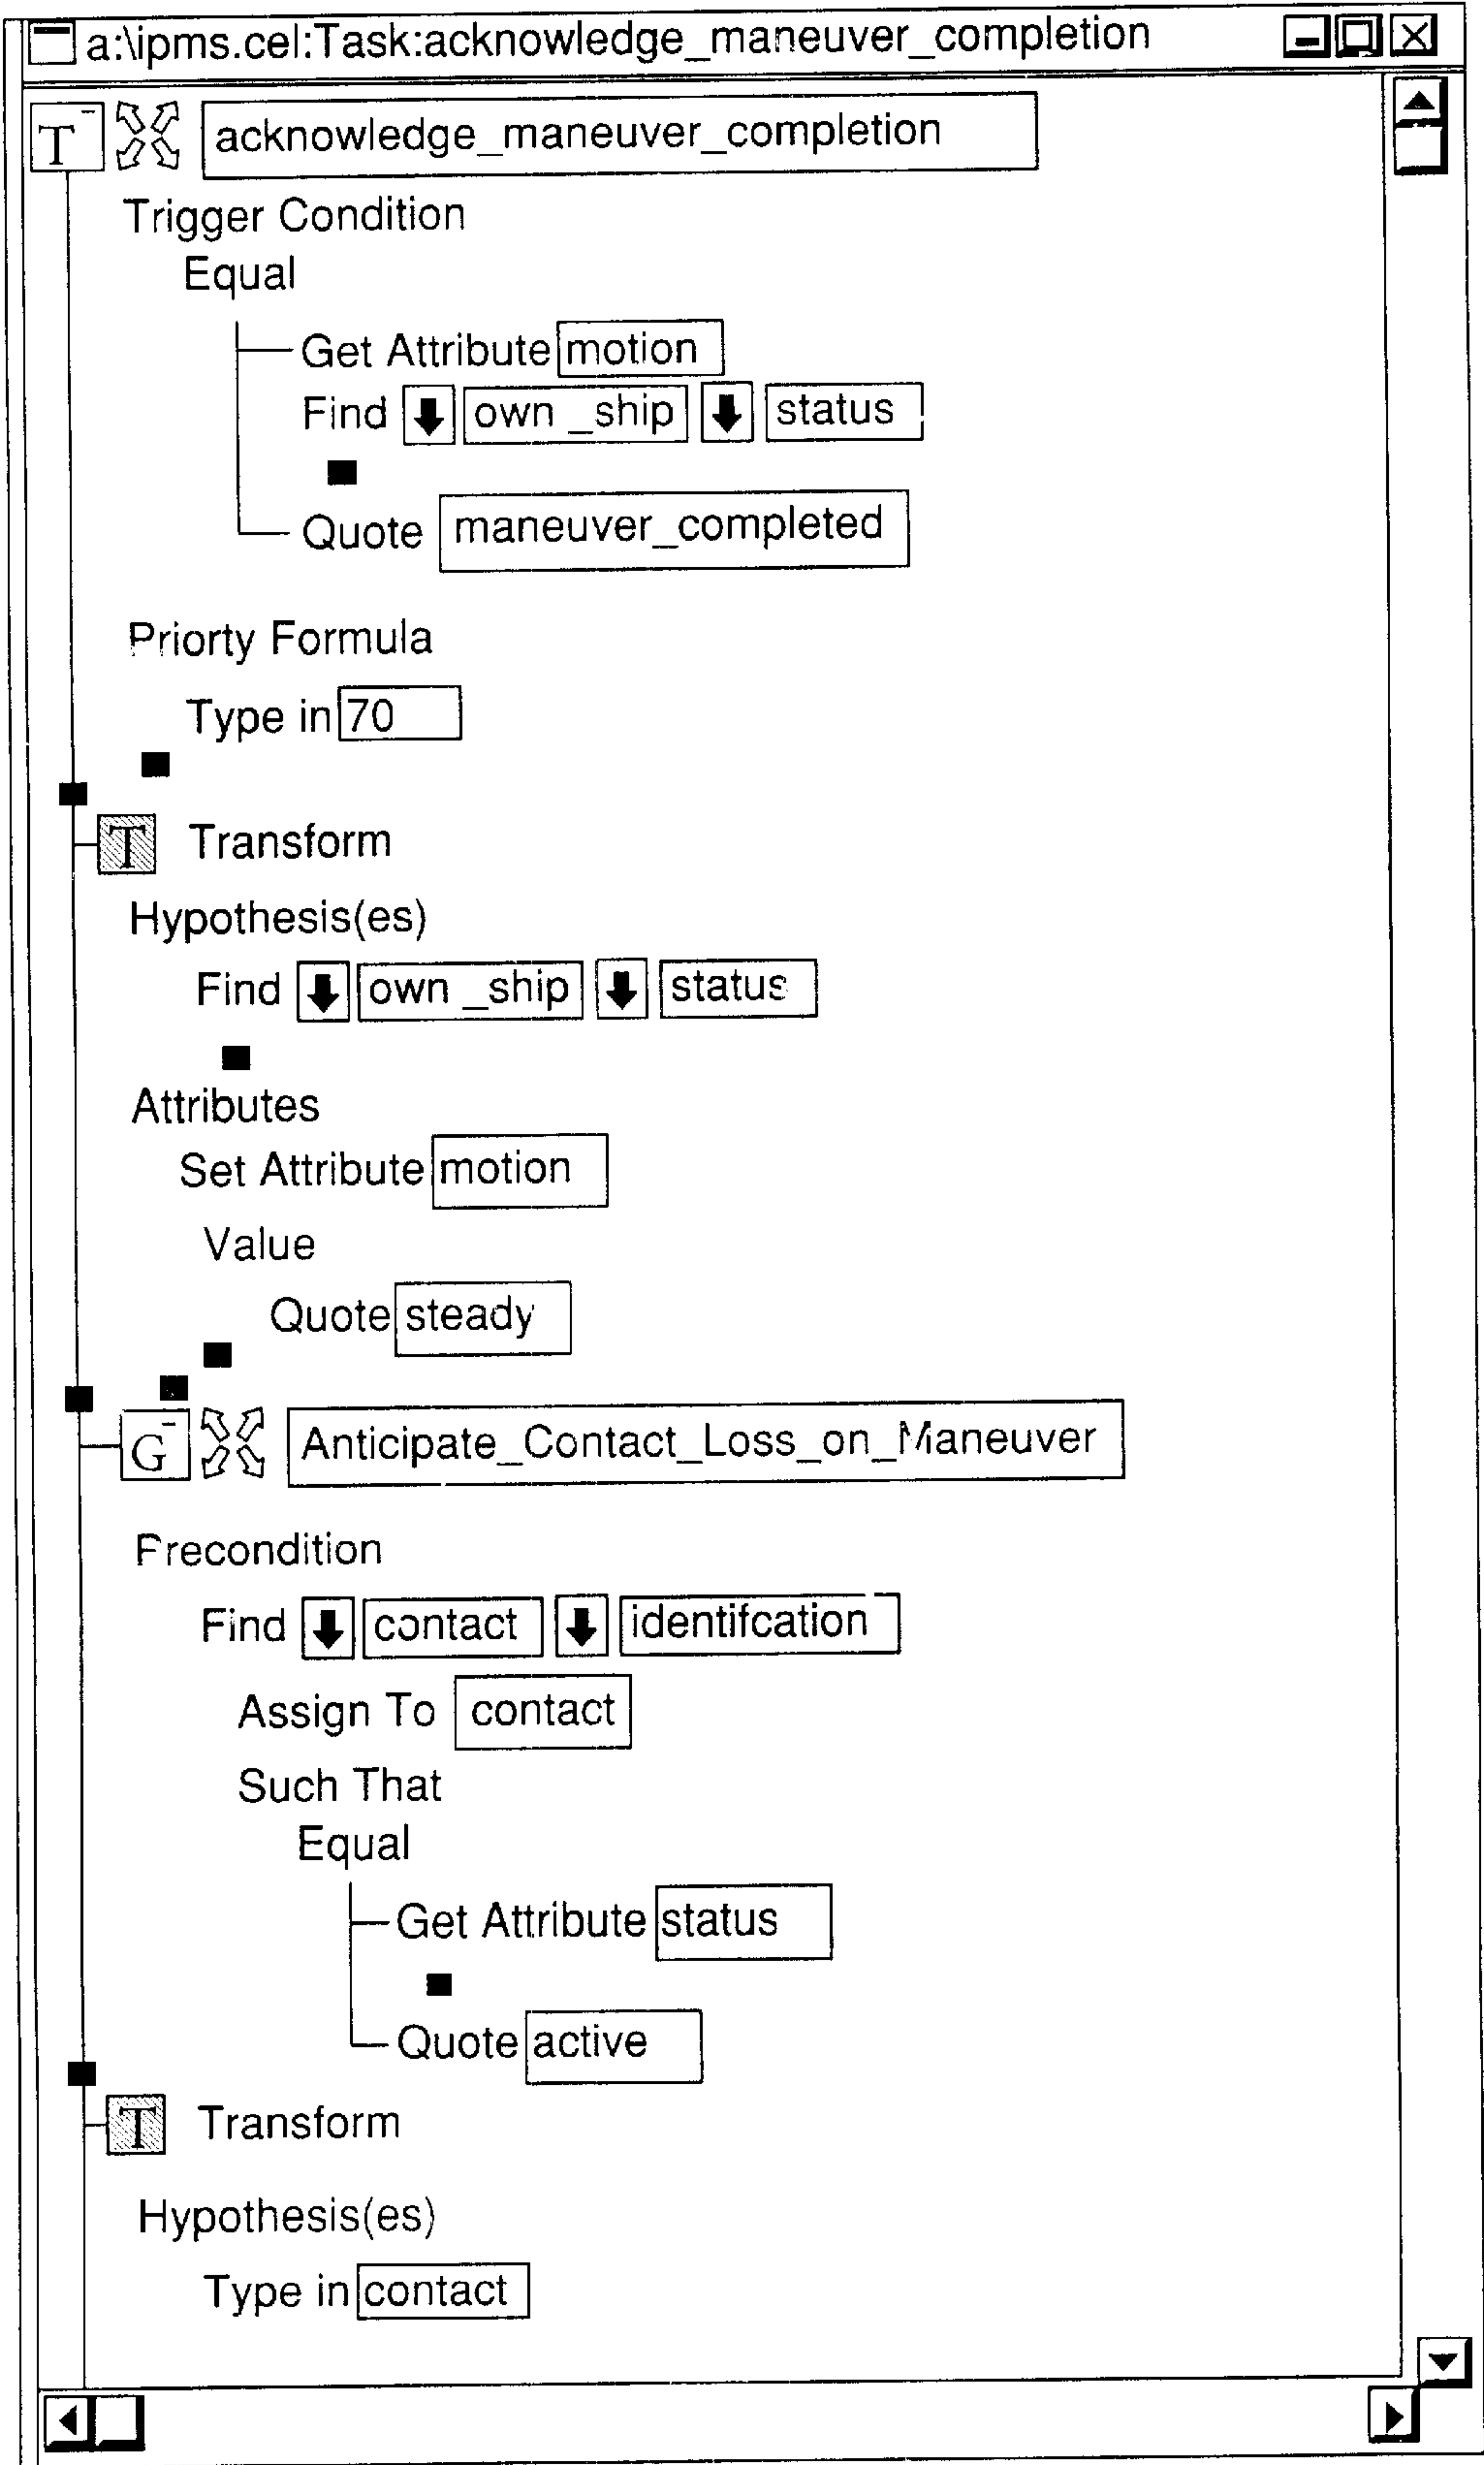 a:\ipms.cel:Task:acknowledge_maneuver_completion
T acknowledge_maneuver_completion
Trigger Condition
Equal
Get Attribute motion
Find own _ship status
Quote maneuver_completed
Priorty Formula
Type in 70
T Transform
Hypothesis(es)
Find own _ship status
Attributes
Set Attribute motion
Value
Quote steady
G Anticipate_Contact_Loss_on_Maneuver
Precondition
Find contact identifcation
Assign To contact
Such That
Equal
Get Attribute status
Quote active
T Transform
Hypothesis(es)
Type in contact